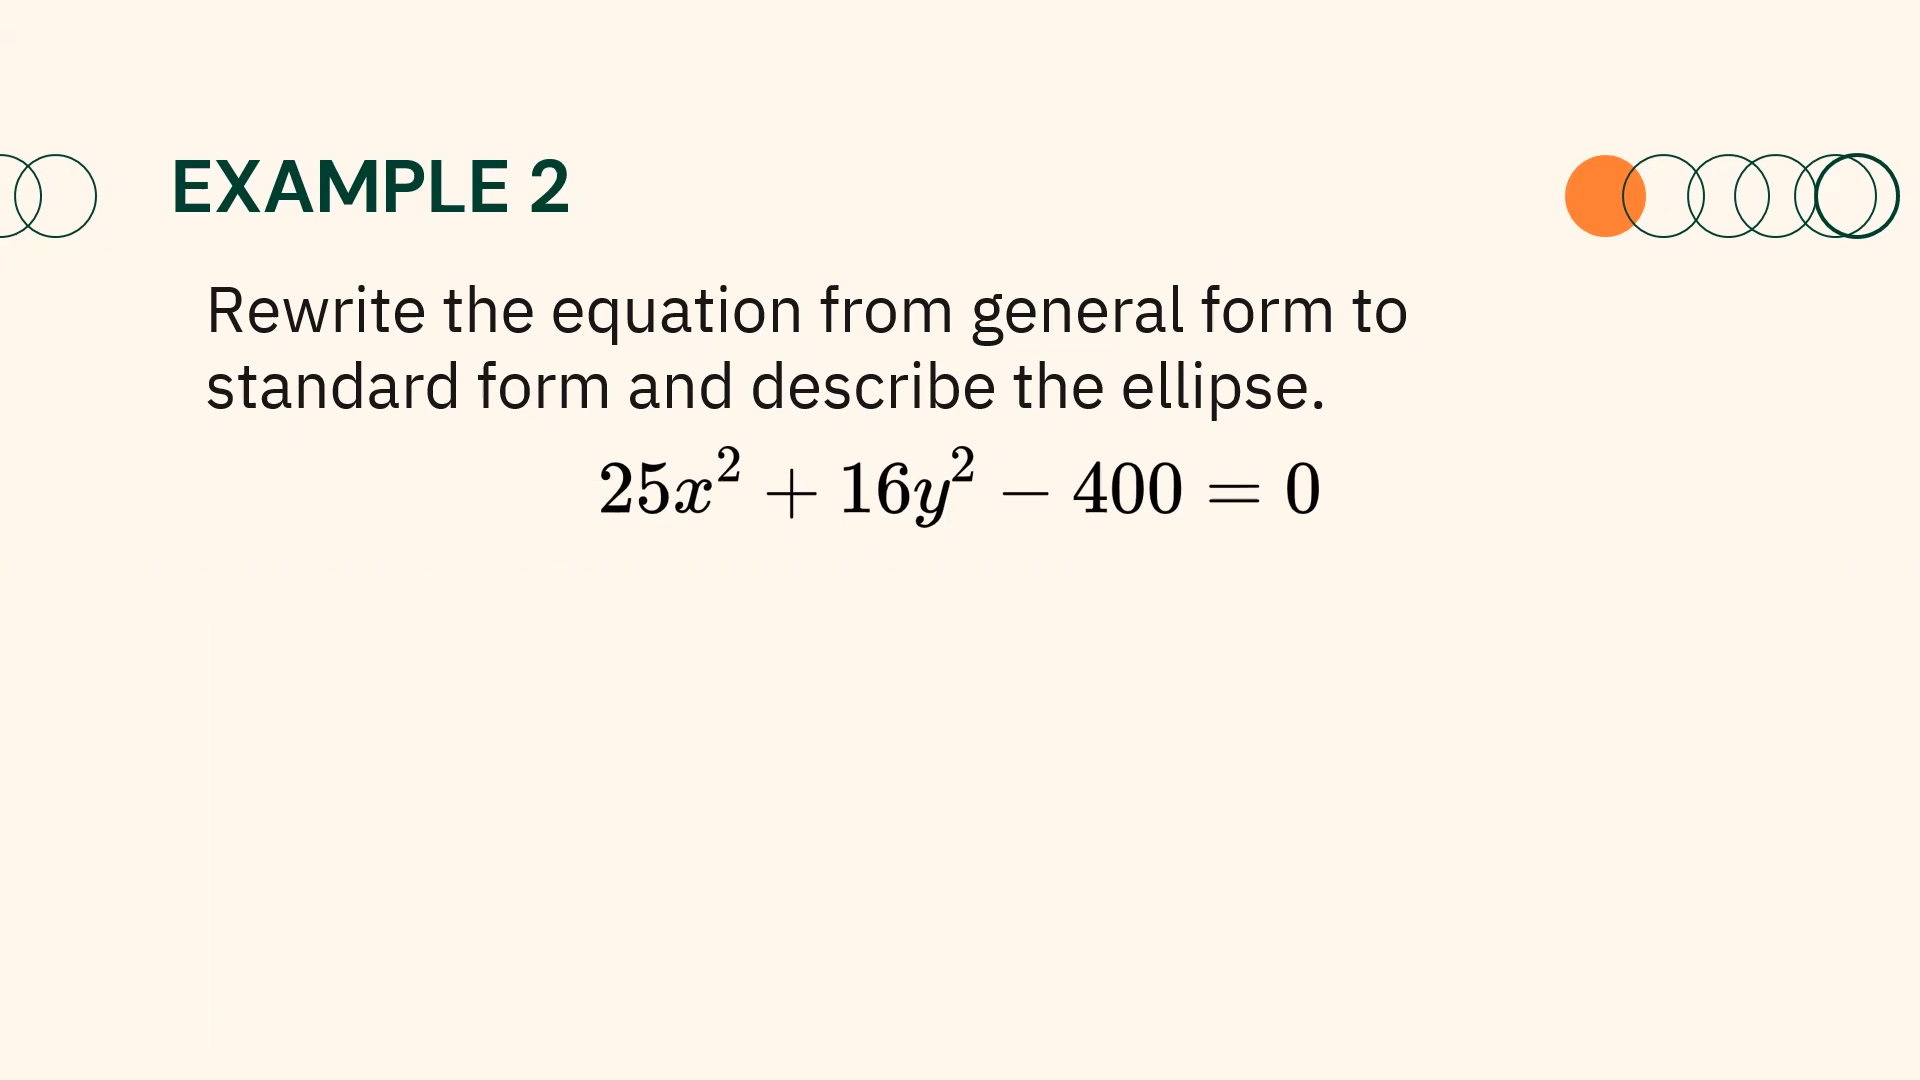 EXAMPLE 2
Rewrite the equation from general form to
standard form and describe the ellipse.
25x² + 16y² − 400 = 0